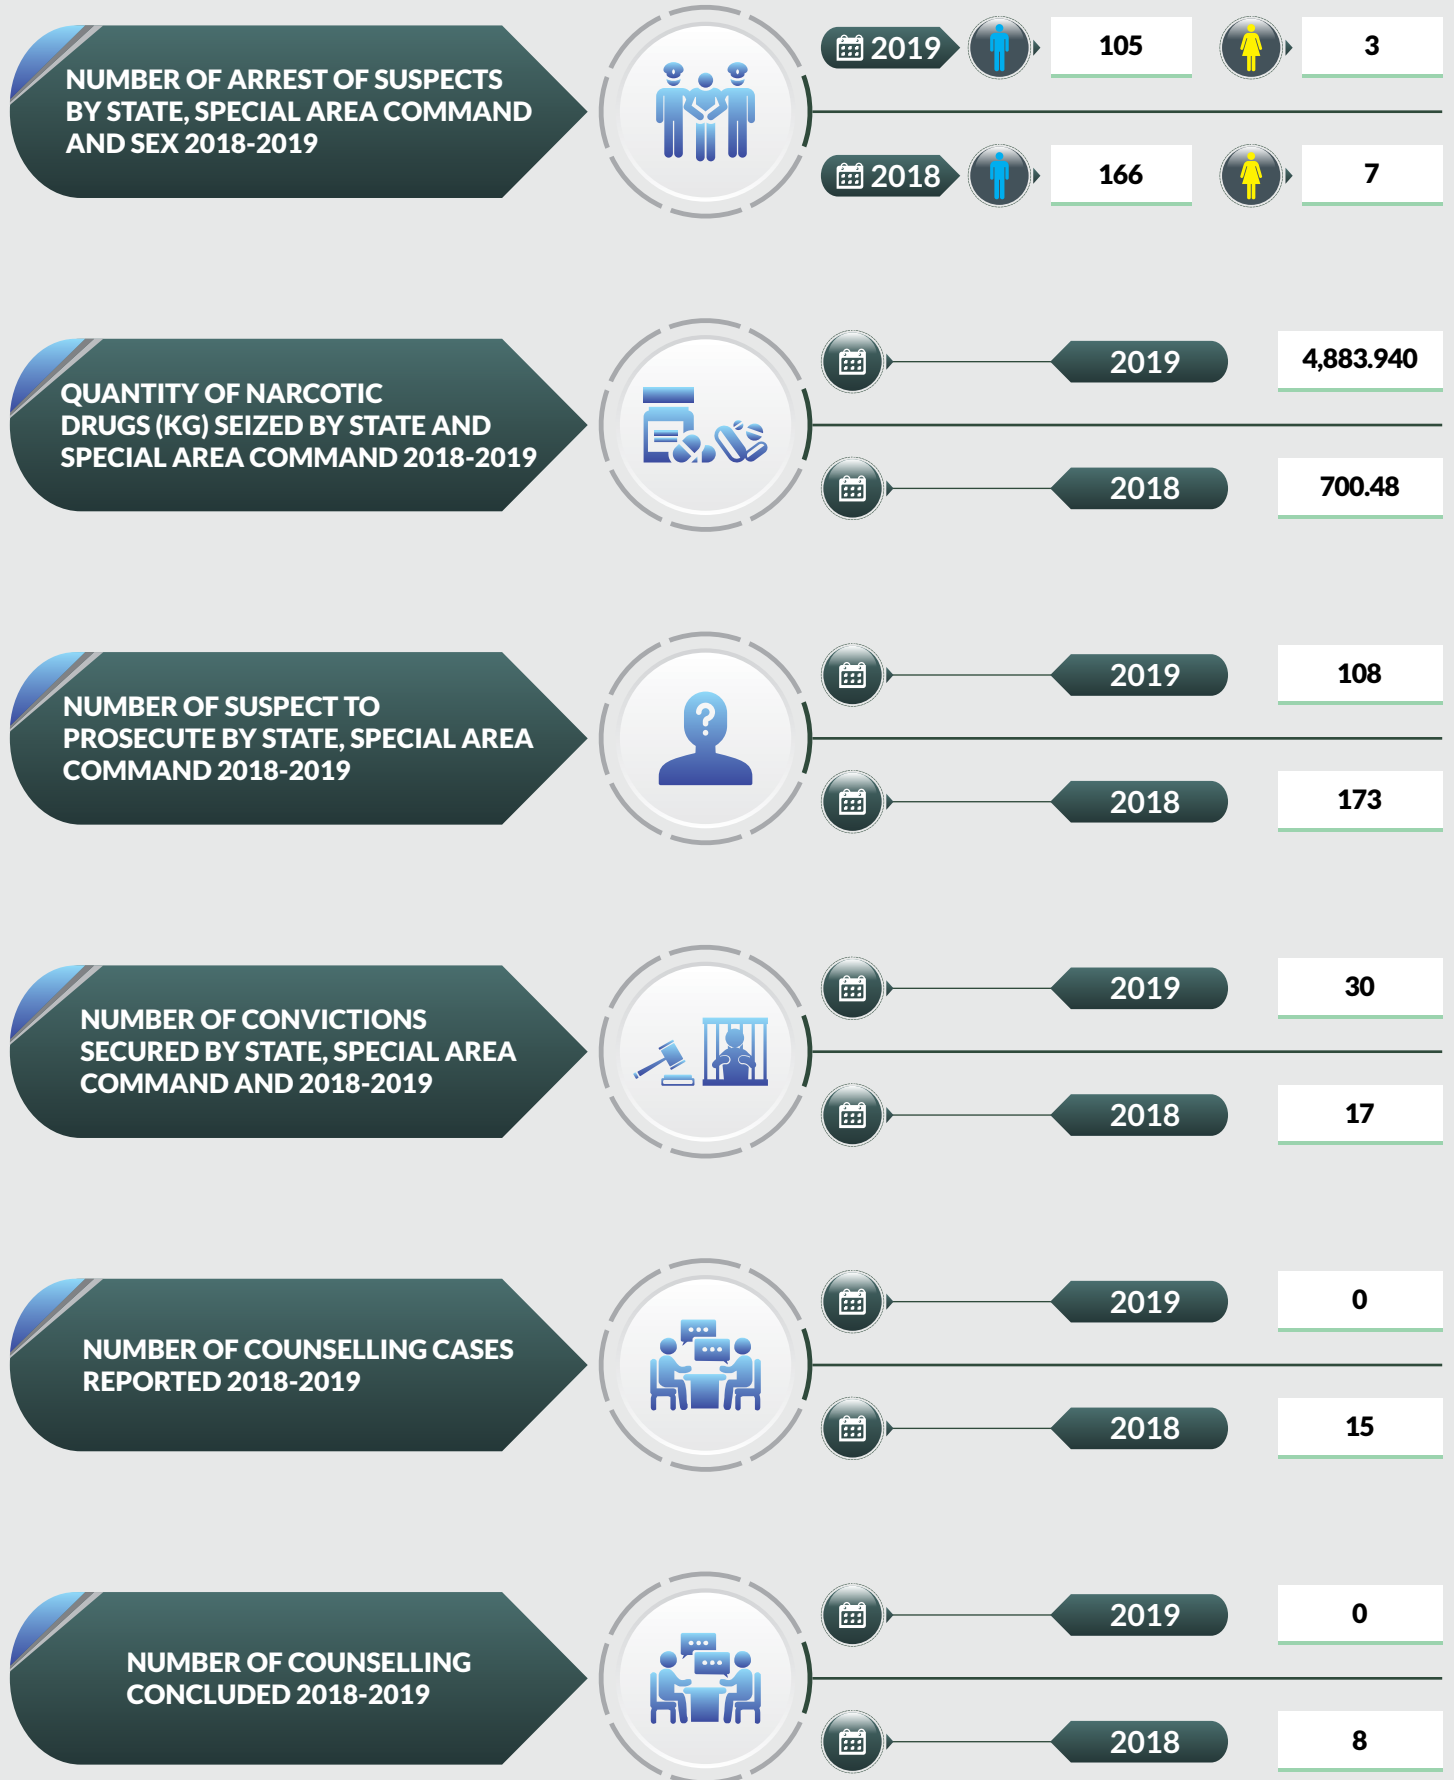 NUMBER OF ARREST OF SUSPECTS
BY STATE, SPECIAL AREA COMMAND
AND SEX 2018-2019
2019
105
3
2018
166
7
QUANTITY OF NARCOTIC
DRUGS (KG) SEIZED BY STATE AND
SPECIAL AREA COMMAND 2018-2019
2019
4,883.940
2018
700.48
NUMBER OF SUSPECT TO
PROSECUTE BY STATE, SPECIAL AREA
COMMAND 2018-2019
?
2019
108
2018
173
NUMBER OF CONVICTIONS
SECURED BY STATE, SPECIAL AREA
COMMAND AND 2018-2019
2019
30
2018
17
NUMBER OF COUNSELLING CASES
REPORTED 2018-2019
2019
0
2018
15
NUMBER OF COUNSELLING
CONCLUDED 2018-2019
2019
0
2018
8